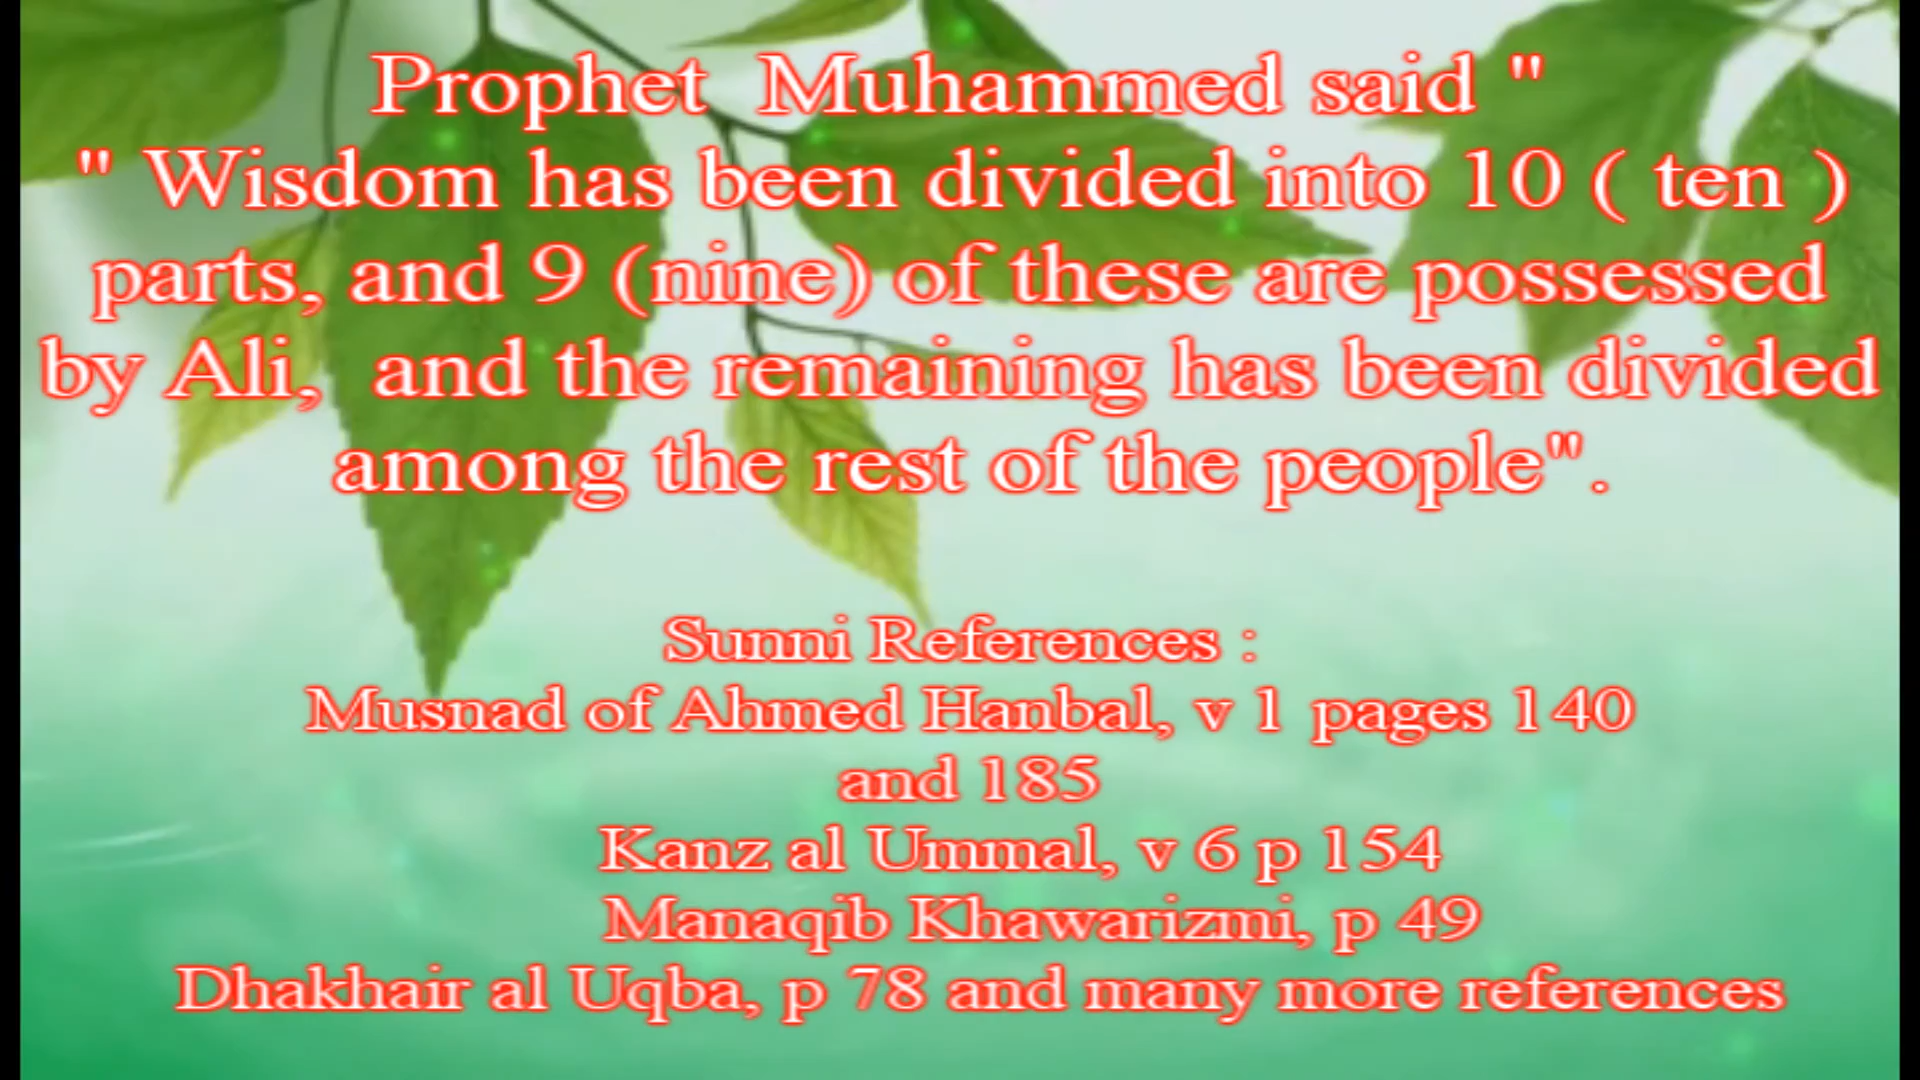 Prophet Muhammed said "
" Wisdom has been divided into 10 ( ten )
parts, and 9 (nine) of these are possessed
by Ali, and the remaining has been divided
among the rest of the people".
Sunni References :
Musnad of Ahmed Hanbal, v 1 pages 140
and 185
Kanz al Ummal, v 6 p 154
Manaqib Khawarizmi, p 49
Dhakhair al Uqba, p 78 and many more references